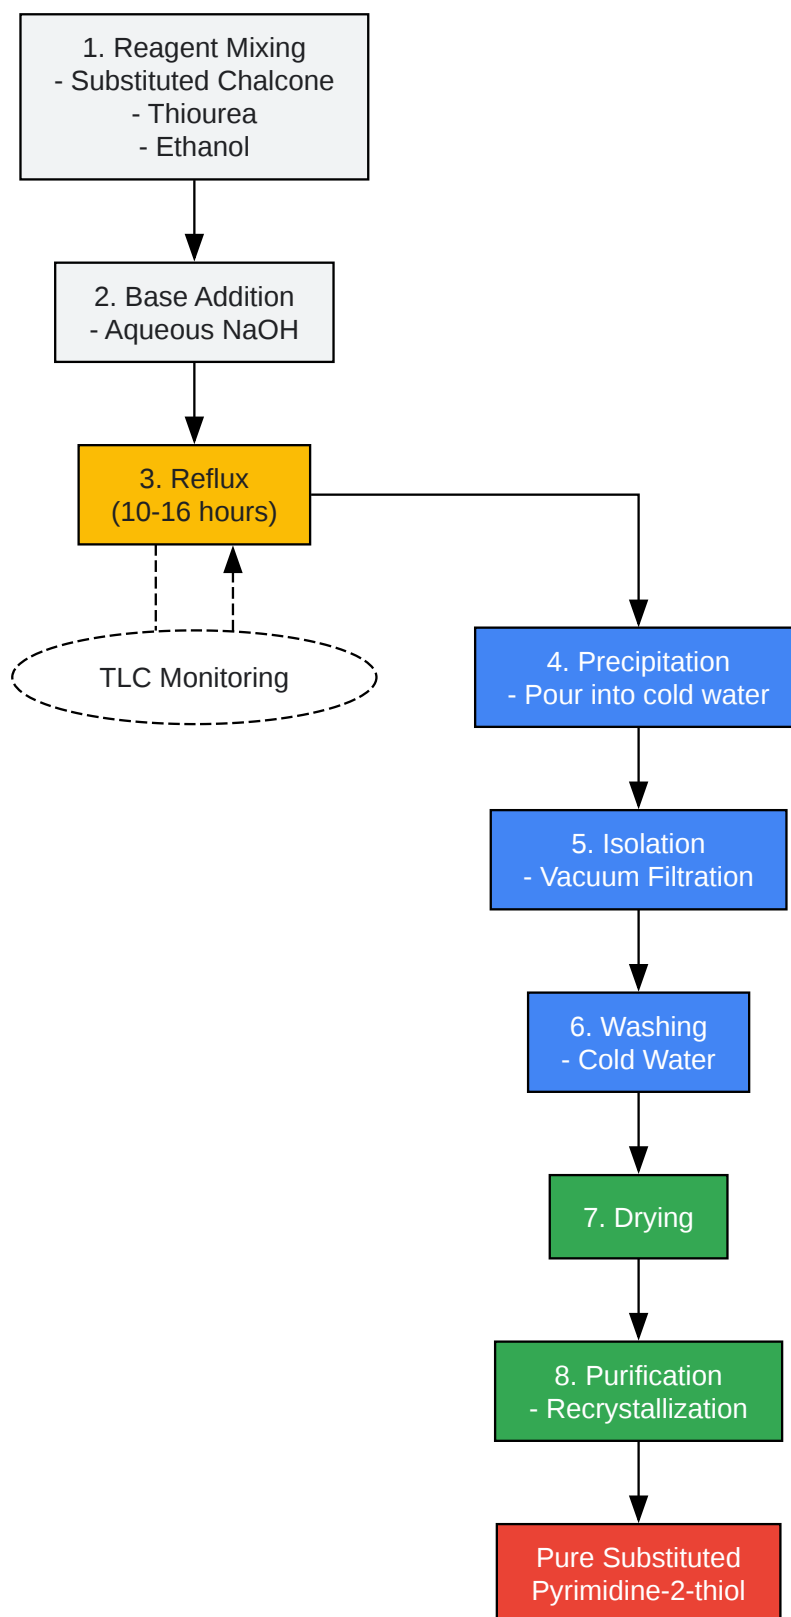 1. Reagent Mixing
- Substituted Chalcone
- Thiourea
- Ethanol
2. Base Addition
- Aqueous NaOH
3. Reflux
(10-16 hours)
TLC Monitoring
4. Precipitation
- Pour into cold water
5. Isolation
- Vacuum Filtration
6. Washing
- Cold Water
7. Drying
8. Purification
- Recrystallization
Pure Substituted
Pyrimidine-2-thiol